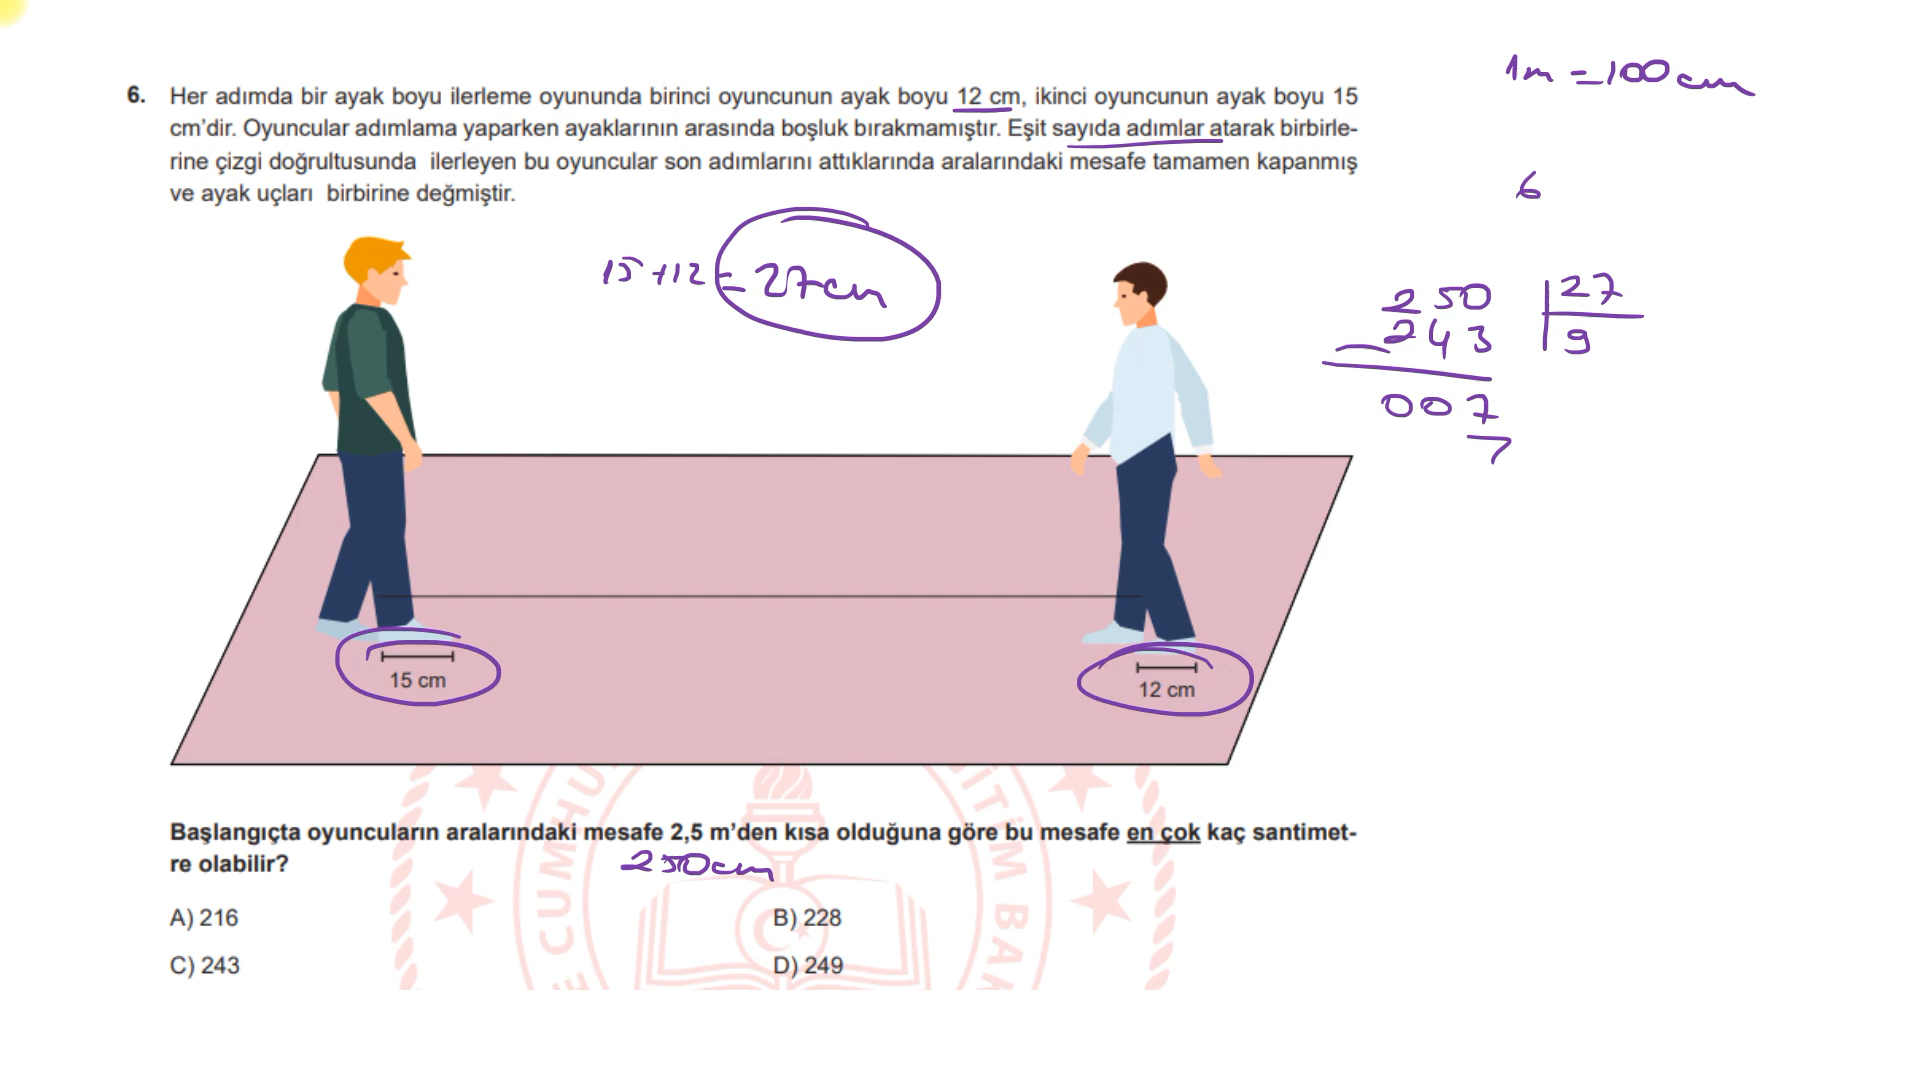 1m = 100 cm
6. Her adımda bir ayak boyu ilerleme oyununda birinci oyuncunun ayak boyu 12 cm, ikinci oyuncunun ayak boyu 15
cm'dir. Oyuncular adımlama yaparken ayaklarının arasında boşluk bırakmamıştır. Eşit sayıda adımlar atarak birbirle-
rine çizgi doğrultusunda ilerleyen bu oyuncular son adımlarını attıklarında aralarındaki mesafe tamamen kapanmış
ve ayak uçları birbirine değmiştir.
6
15 +12 = 27cm
250 27
243 9
007
7
15 cm
12 cm
Başlangıçta oyuncuların aralarındaki mesafe 2,5 m'den kısa olduğuna göre bu mesafe en çok kaç santimet-
re olabilir?
250cm
A) 216
B) 228
C) 243
D) 249